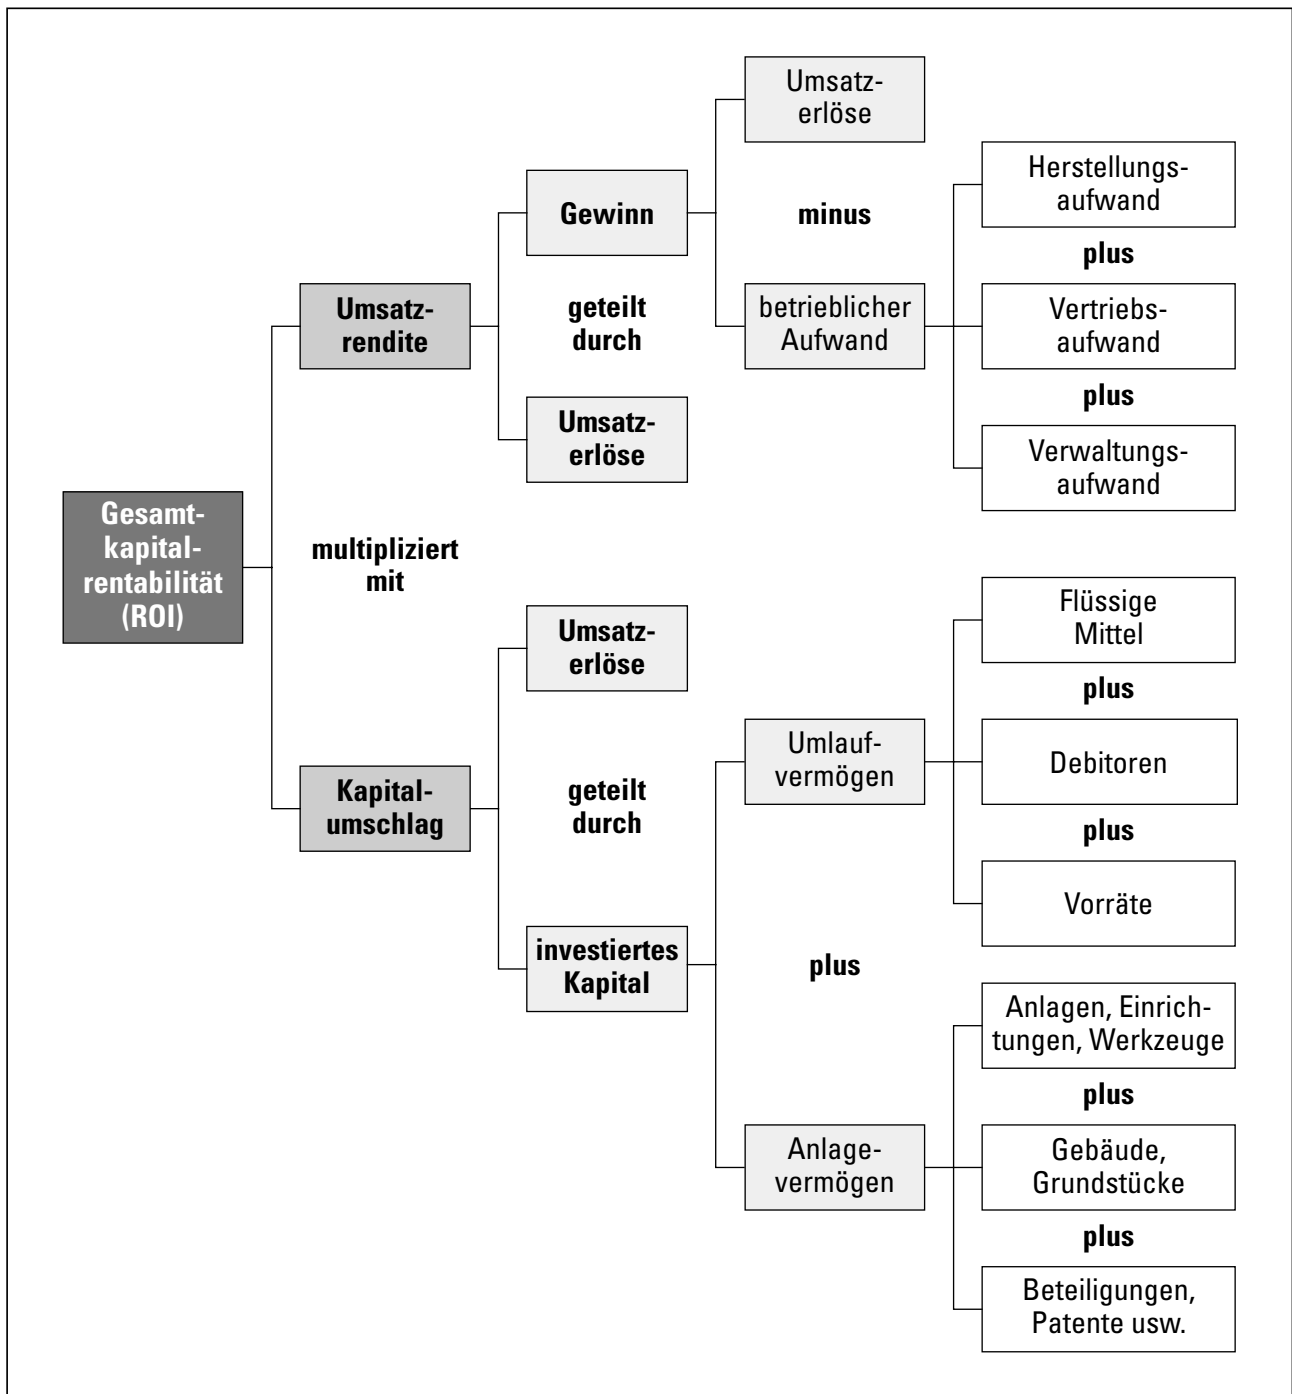 Umsatz-
erlöse
Herstellungs-
aufwand
Gewinn
minus
plus
Umsatz-
rendite
geteilt
durch
betrieblicher
Aufwand
Vertriebs-
aufwand
plus
Umsatz-
erlöse
Verwaltungs-
aufwand
Gesamt-
kapital-
rentabilität
(ROI)
multipliziert
mit
Umsatz-
erlöse
Flüssige
Mittel
plus
Kapital-
umschlag
geteilt
durch
Umlauf-
vermögen
Debitoren
plus
Vorräte
investiertes
Kapital
plus
Anlagen, Einrich-
tungen, Werkzeuge
plus
Anlage-
vermögen
Gebäude,
Grundstücke
plus
Beteiligungen,
Patente usw.